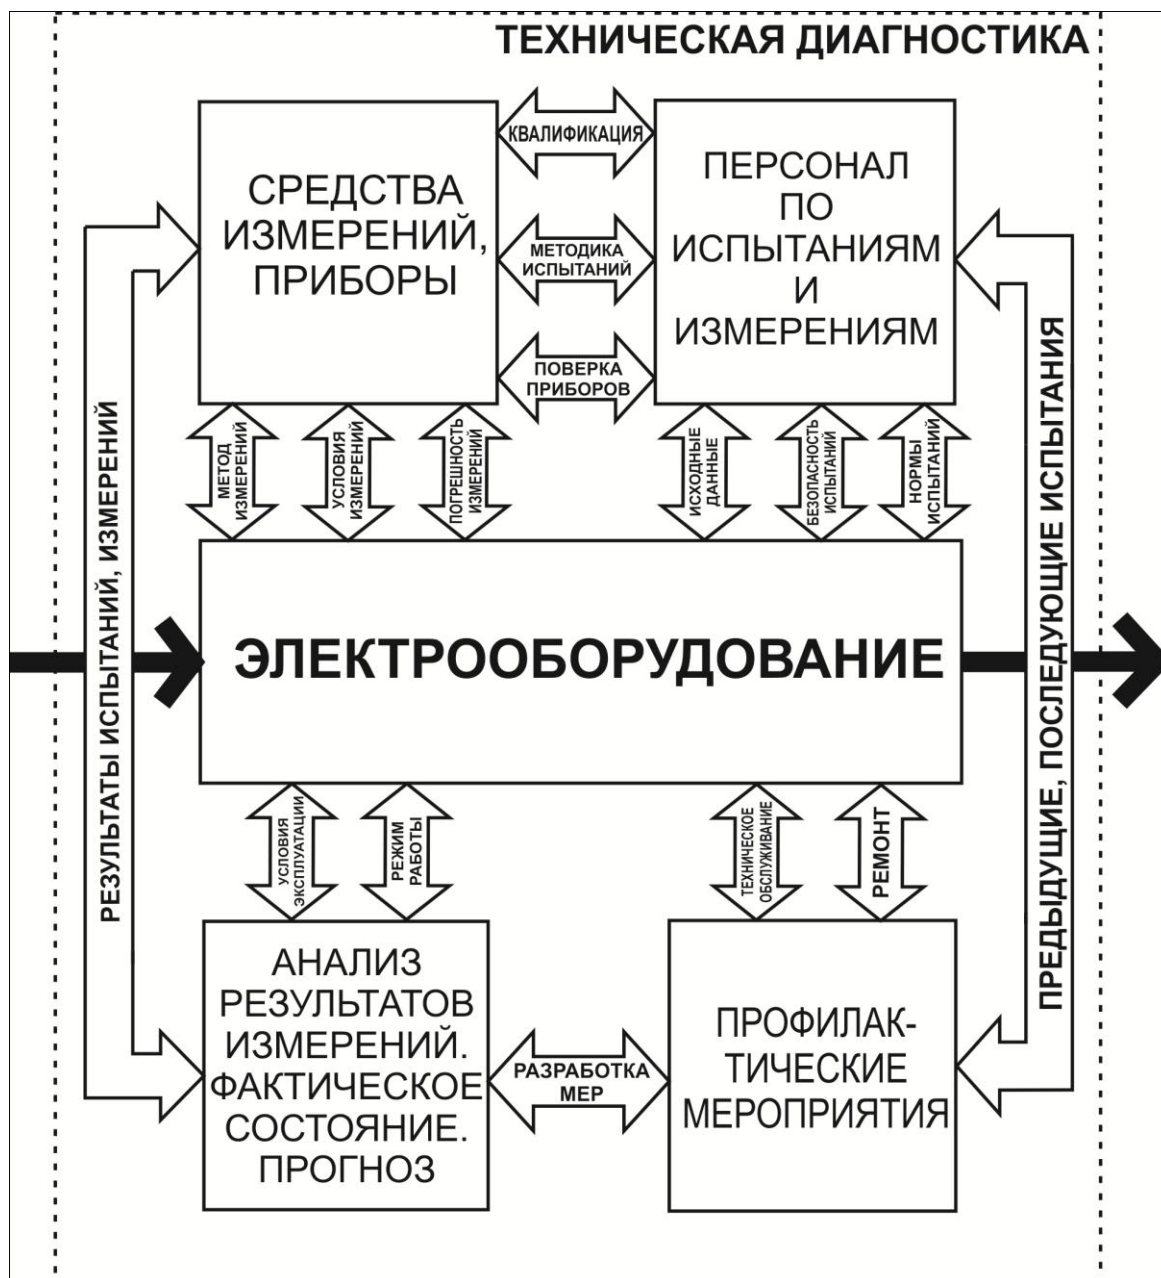 ТЕХНИЧЕСКАЯ ДИАГНОСТИКА
СРЕДСТВА
ИЗМЕРЕНИЙ,
ПРИБОРЫ
КВАЛИФИКАЦИЯ
МЕТОДИКА
ИСПЫТАНИЙ
ПОВЕРКА
ПРИБОРОВ
ПЕРСОНАЛ
ПО
ИСПЫТАНИЯМ
И
ИЗМЕРЕНИЯМ
МЕТОД
ИЗМЕРЕНИЙ
УСЛОВИЯ
ИЗМЕРЕНИЙ
ПОГРЕШНОСТЬ
ИЗМЕРЕНИЙ
ИСХОДНЫЕ
ДАННЫЕ
БЕЗОПАСНОСТЬ
ИСПЫТАНИЙ
НОРМЫ
ИСПЫТАНИЙ
РЕЗУЛЬТАТЫ ИСПЫТАНИЙ, ИЗМЕРЕНИЙ
ЭЛЕКТРООБОРУДОВАНИЕ
ПРЕДЫДУЩИЕ, ПОСЛЕДУЮЩИЕ ИСПЫТАНИЯ
УСЛОВИЯ
ЭКСПЛУАТАЦИИ
РЕЖИМ
РАБОТЫ
ТЕХНИЧЕСКОЕ
ОБСЛУЖИВАНИЕ
РЕМОНТ
АНАЛИЗ
РЕЗУЛЬТАТОВ
ИЗМЕРЕНИЙ.
ФАКТИЧЕСКОЕ
СОСТОЯНИЕ.
ПРОГНОЗ
РАЗРАБОТКА
МЕР
ПРОФИЛАК-
ТИЧЕСКИЕ
МЕРОПРИЯТИЯ